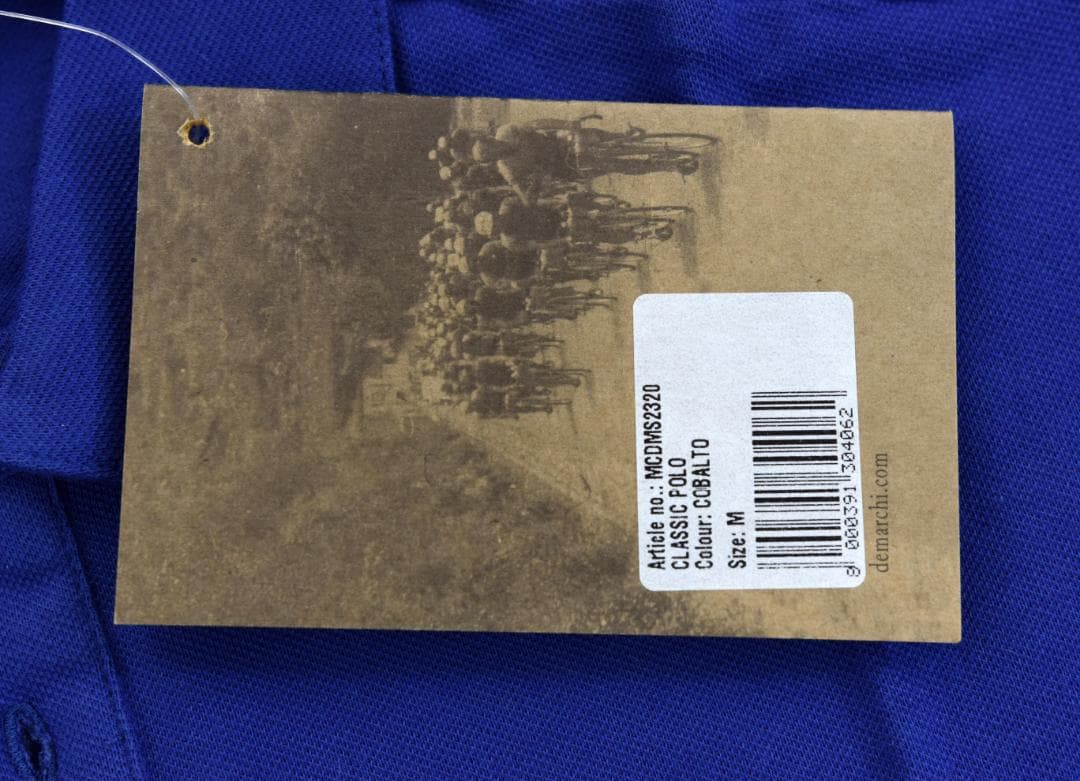 Article no.: MCDMS2320
CLASSIC POLO
Colour: COBALTO
Size: M
8 000391 304062
demarchi.com